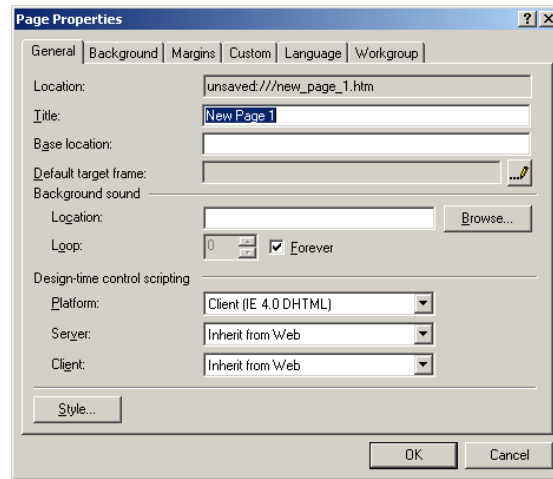 Page Properties
General Background Margins Custom Language Workgroup
Location: unsaved:///new_page_1.htm
Title: New Page 1
Base location:
Default target frame:
Background sound
Location: Browse...
Loop: 0 Forever
Design-time control scripting
Platform: Client (IE 4.0 DHTML)
Server: Inherit from Web
Client: Inherit from Web
Style...
OK Cancel